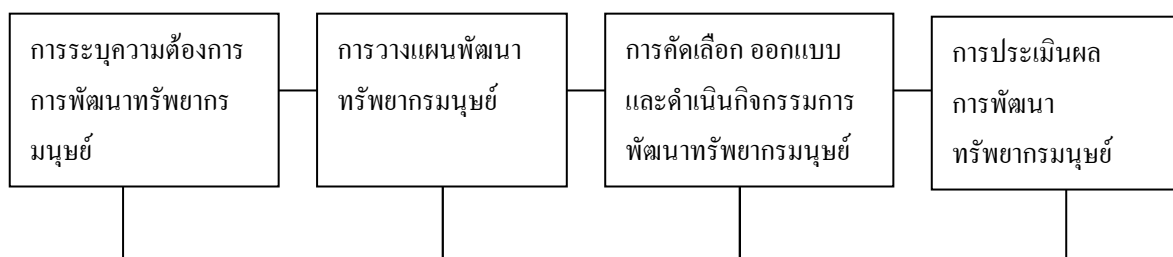 การระบุความต้องการ
การพัฒนาทรัพยากร
มนุษย์
การวางแผนพัฒนา
ทรัพยากรมนุษย์
การคัดเลือก ออกแบบ
และดำเนินกิจกรรมการ
พัฒนาทรัพยากรมนุษย์
การประเมินผล
การพัฒนา
ทรัพยากรมนุษย์